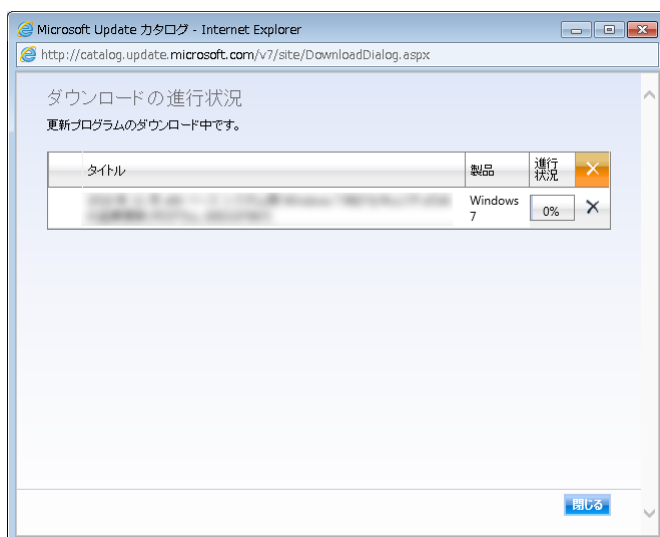 Microsoft Update カタログ - Internet Explorer
http://catalog.update.microsoft.com/v7/site/DownloadDialog.aspx
ダウンロードの進行状況
更新プログラムのダウンロード中です。
タイトル 製品 進行
状況
Windows
7
0%
閉じる